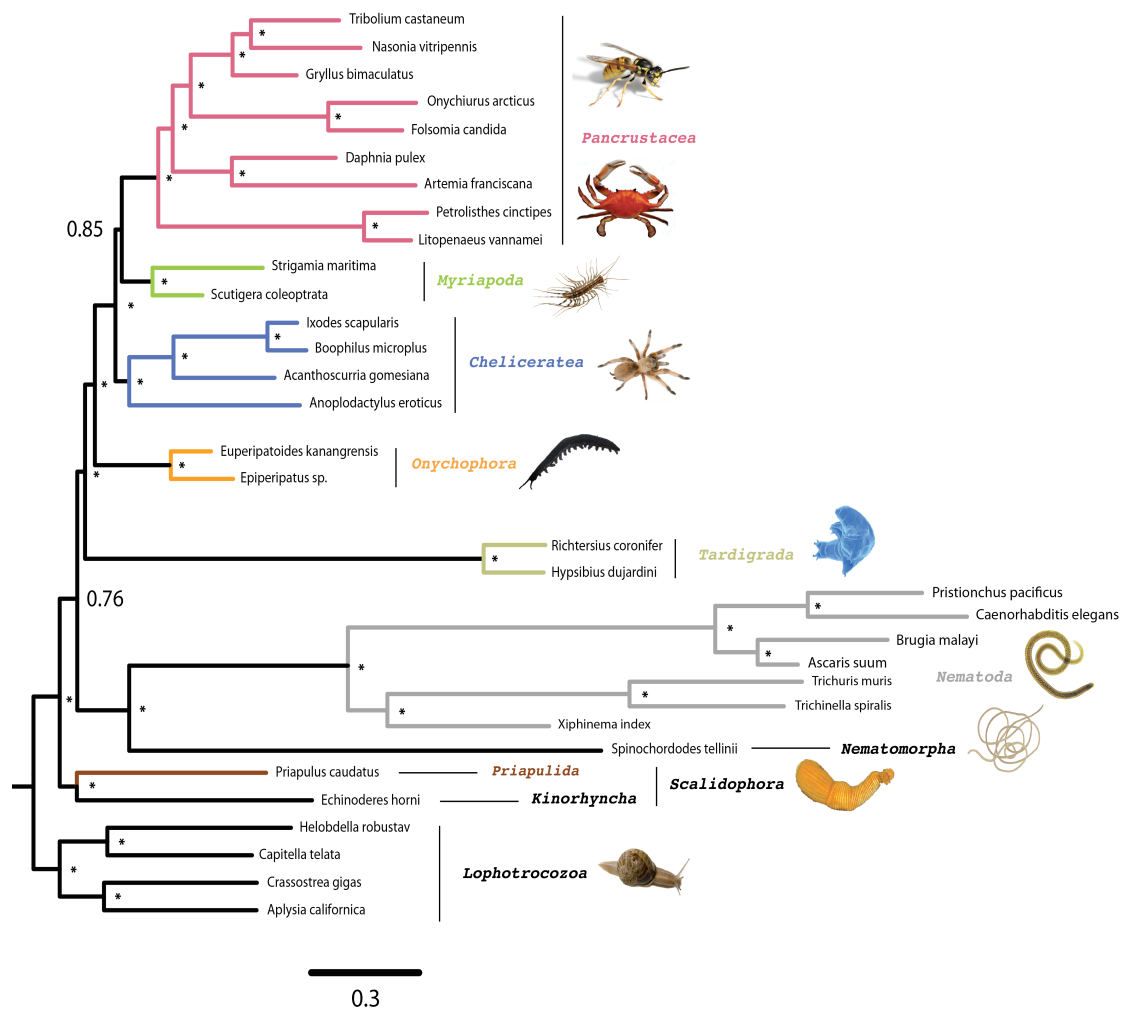 Tribolium castaneum
*
Nasonia vitripennis
*
Gryllus bimaculatus
*
Onychiurus arcticus
*
Folsomia candida
*
Pancrustacea
Daphnia pulex
*
*
Artemia franciscana
Petrolisthes cinctipes
*
0.85
Litopenaeus vannamei
Strigamia maritima
*
Myriapoda
Scutigera coleoptrata
*
Ixodes scapularis
*
Boophilus microplus
*
Cheliceratea
Acanthoscurria gomesiana
*
*
Anoplodactylus eroticus
Euperipatoides kanangrensis
*
Onychophora
*
Epiperipatus sp.
Richtersius coronifer
*
Tardigrada
Hypsibius dujardini
0.76
Pristionchus pacificus
*
Caenorhabditis elegans
*
Brugia malayi
*
Ascaris suum
*
Nematoda
Trichuris muris
*
*
Trichinella spiralis
*
*
Xiphinema index
Spinochordodes tellinii
Nematomorpha
Priapulus caudatus
Priapulida
*
Scalidophora
Echinoderes horni
Kinorhyncha
Helobdella robustav
*
Capitella telata
*
Lophotrocozoa
Crassostrea gigas
*
Aplysia californica
0.3